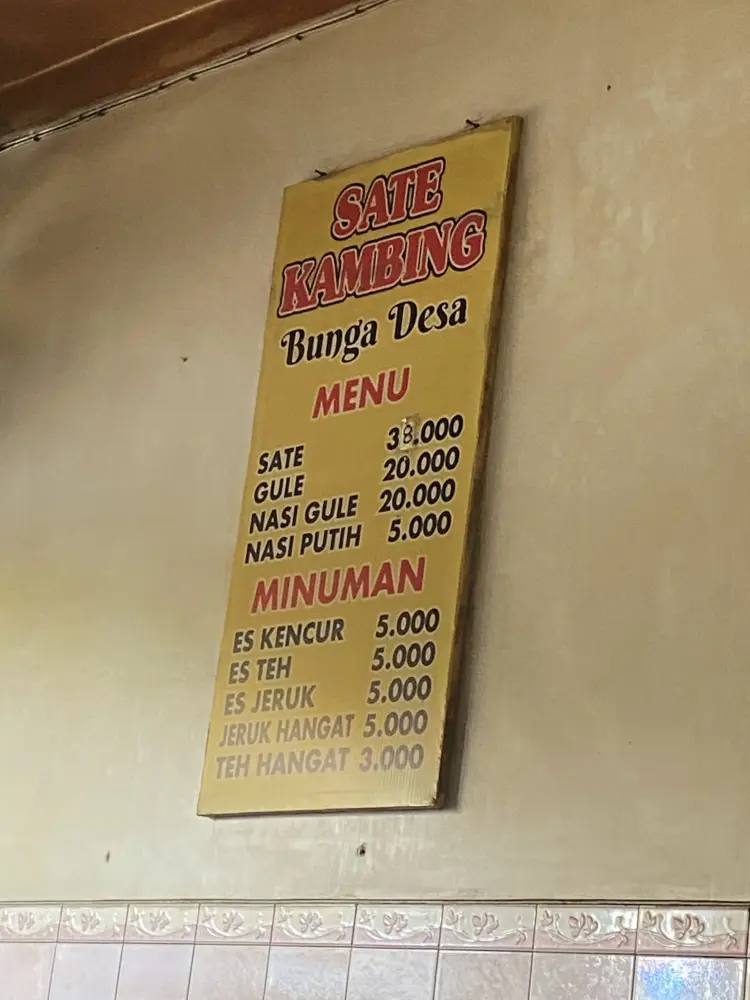 SATE
KAMBING
Bunga Desa
MENU
SATE 38.000
GULE 20.000
NASI GULE 20.000
NASI PUTIH 5.000
MINUMAN
ES KENCUR 5.000
ES TEH 5.000
ES JERUK 5.000
JERUK HANGAT 5.000
TEH HANGAT 3.000